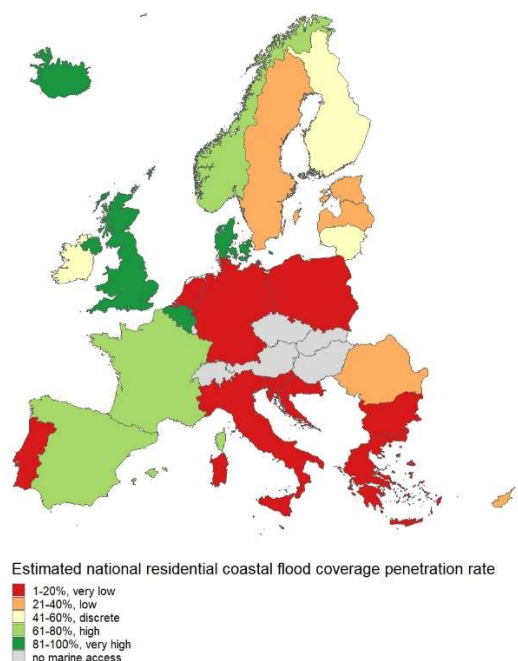 Estimated national residential coastal flood coverage penetration rate
1-20%, very low
21-40%, low
41-60%, discrete
61-80%, high
81-100%, very high
no marine access